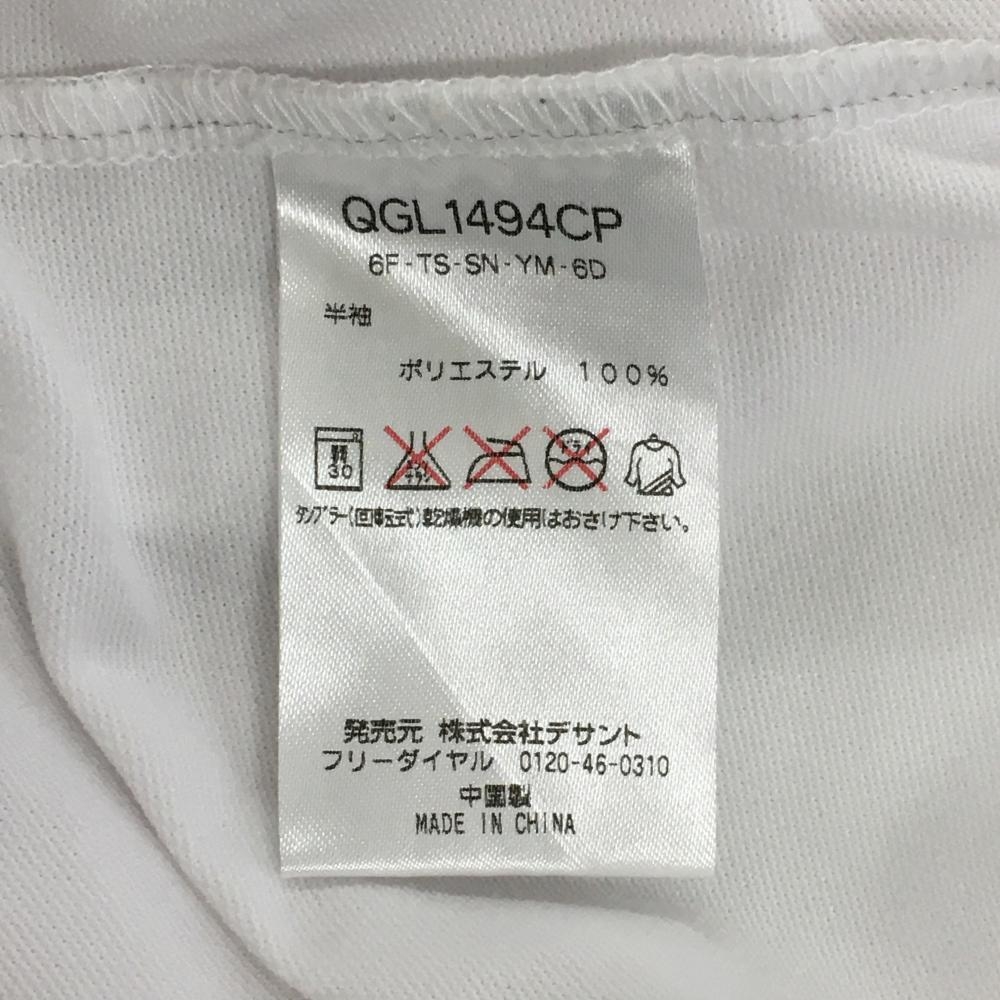 QGL1494CP
6F-TS-SN-YM-6D
半袖
ポリエステル 100%
30
ドライ
タンブラー(回転式)乾燥機の使用はおさけ下さい。
発売元 株式会社デサント
フリーダイヤル 0120-46-0310
中国製
MADE IN CHINA